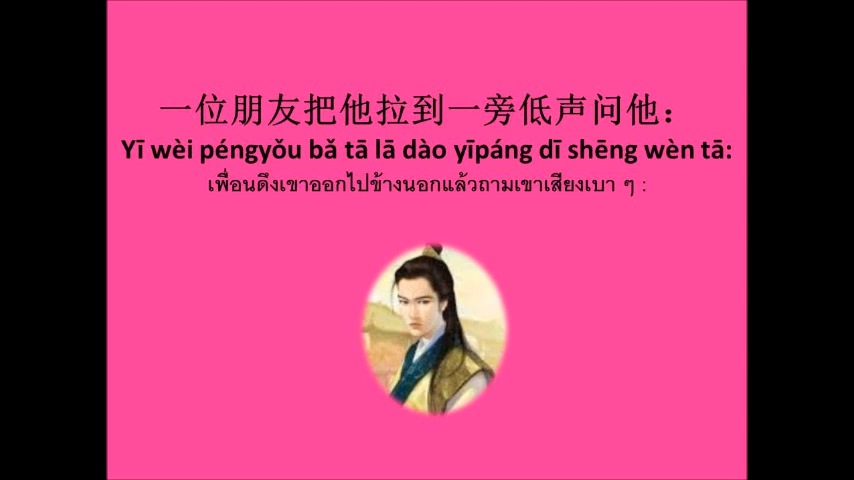 一位朋友把他拉到一旁低声问他：
Yī wèi péngyǒu bǎ tā lā dào yīpáng dī shēng wèn tā:
เพื่อนดึงเขาออกไปข้างนอกแล้วถามเขาเสียงเบา ๆ :